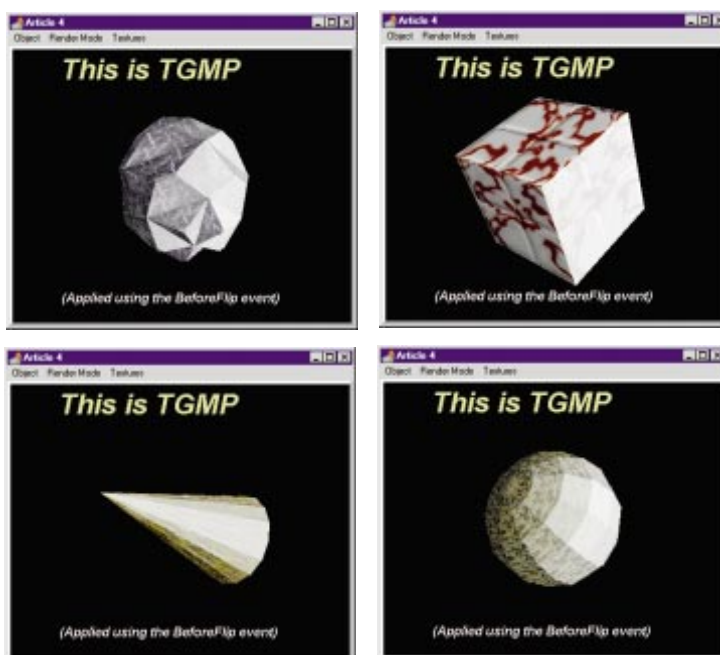 Article 4
Object Render Mode Textures
This is TGMP
(Applied using the BeforeFlip event)
Article 4
Object Render Mode Textures
This is TGMP
(Applied using the BeforeFlip event)
Article 4
Object Render Mode Textures
This is TGMP
(Applied using the BeforeFlip event)
Article 4
Object Render Mode Textures
This is TGMP
(Applied using the BeforeFlip event)